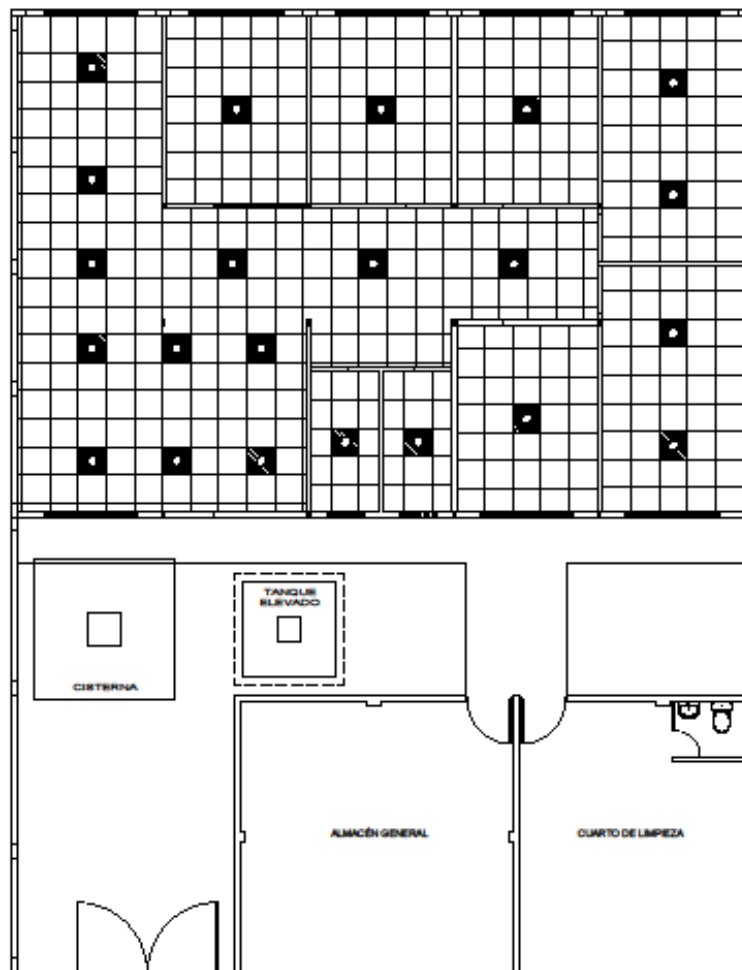 TANQUE
ELEVADO
CISTERNA
ALMACÉN GENERAL
CUARTO DE LIMPIEZA